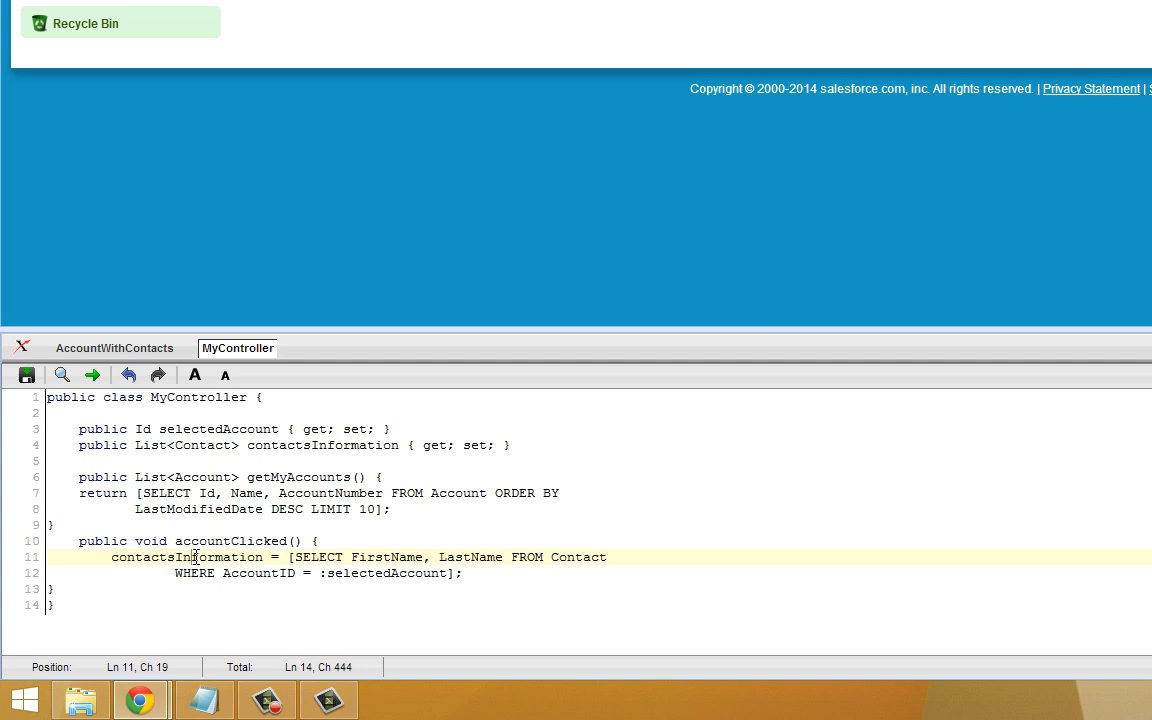 Recycle Bin
Copyright © 2000-2014 salesforce.com, inc. All rights reserved. | Privacy Statement |
AccountWithContacts MyController
A A
1 public class MyController {
2
3 public Id selectedAccount { get; set; }
4 public List<Contact> contactsInformation { get; set; }
5
6 public List<Account> getMyAccounts() {
7 return [SELECT Id, Name, AccountNumber FROM Account ORDER BY
8 LastModifiedDate DESC LIMIT 10];
9 }
10 public void accountClicked() {
11 contactsInformation = [SELECT FirstName, LastName FROM Contact
12 WHERE AccountID = :selectedAccount];
13 }
14 }
Position: Ln 11, Ch 19 Total: Ln 14, Ch 444